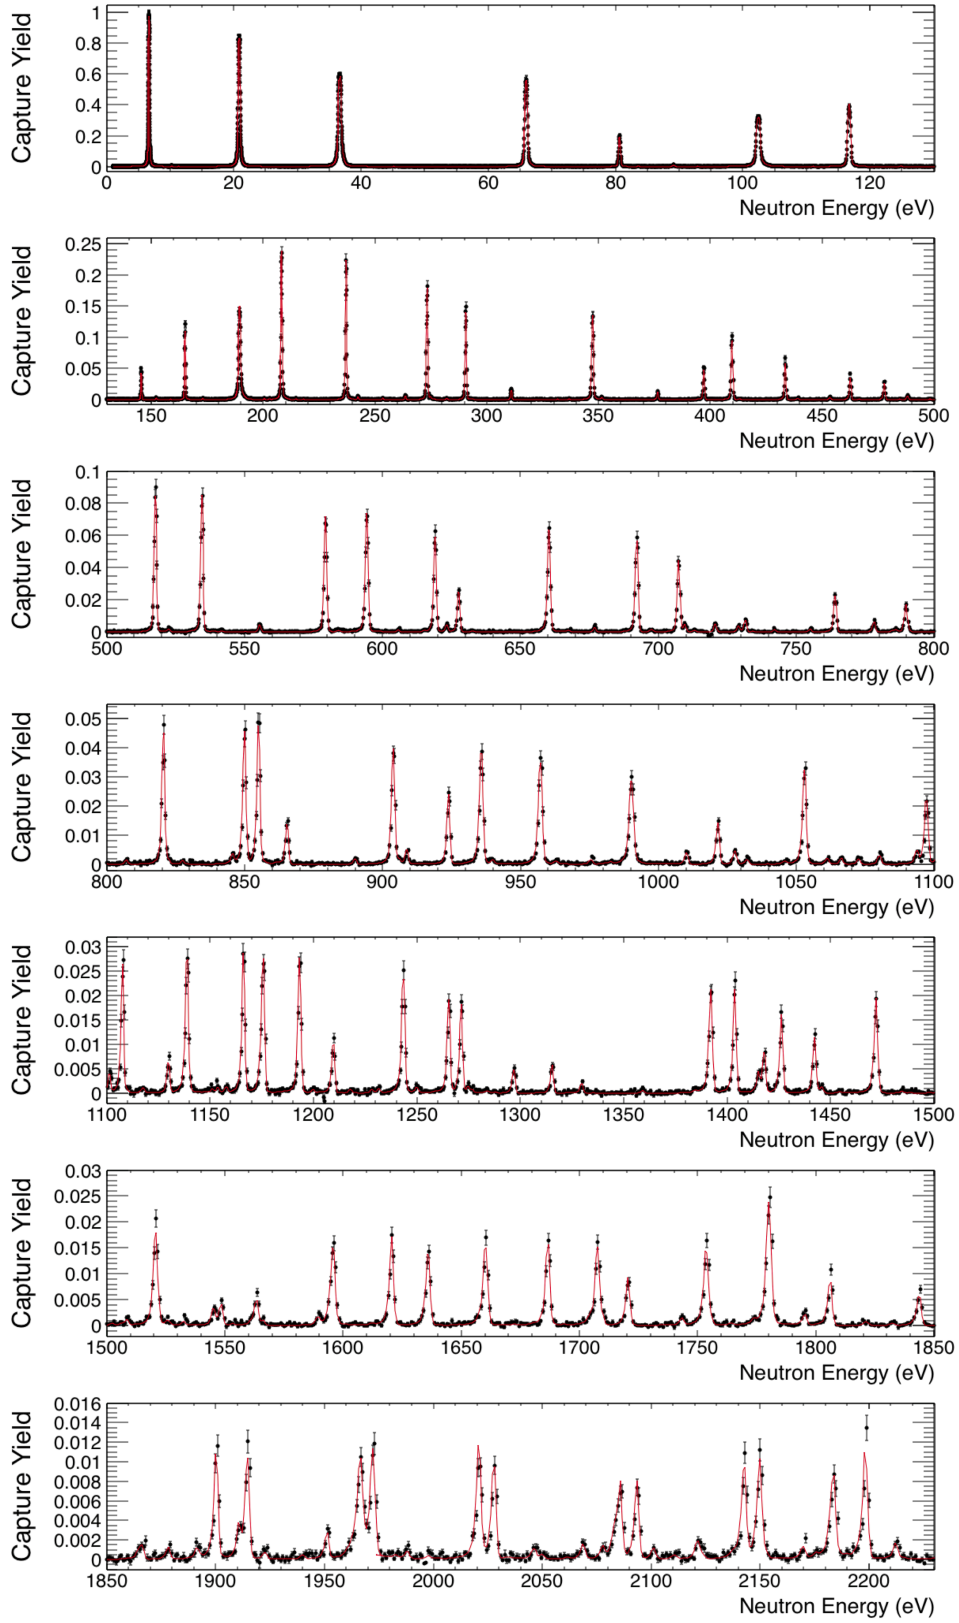 Capture Yield
1
0.8
0.6
0.4
0.2
0
0 20 40 60 80 100 120
Neutron Energy (eV)
Capture Yield
0.25
0.2
0.15
0.1
0.05
0
150 200 250 300 350 400 450 500
Neutron Energy (eV)
Capture Yield
0.1
0.08
0.06
0.04
0.02
0
500 550 600 650 700 750 800
Neutron Energy (eV)
Capture Yield
0.05
0.04
0.03
0.02
0.01
0
800 850 900 950 1000 1050 1100
Neutron Energy (eV)
Capture Yield
0.03
0.025
0.02
0.015
0.01
0.005
0
1100 1150 1200 1250 1300 1350 1400 1450 1500
Neutron Energy (eV)
Capture Yield
0.03
0.025
0.02
0.015
0.01
0.005
0
1500 1550 1600 1650 1700 1750 1800 1850
Neutron Energy (eV)
Capture Yield
0.016
0.014
0.012
0.01
0.008
0.006
0.004
0.002
0
1850 1900 1950 2000 2050 2100 2150 2200
Neutron Energy (eV)